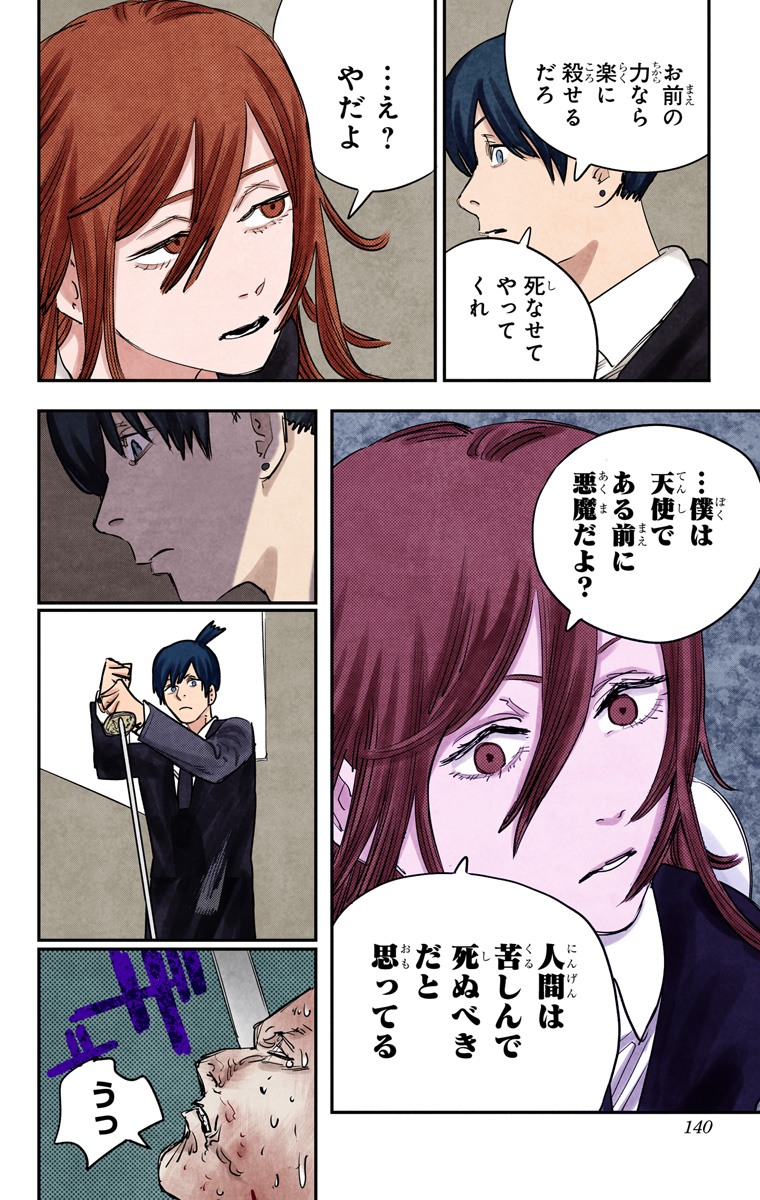 お前の
力なら
楽に
殺せる
だろ
死なせて
やって
くれ
…え？
やだよ
…僕は
天使で
ある前に
悪魔だよ？
人間は
苦しんで
死ぬべき
だと
思ってる
うっ
140